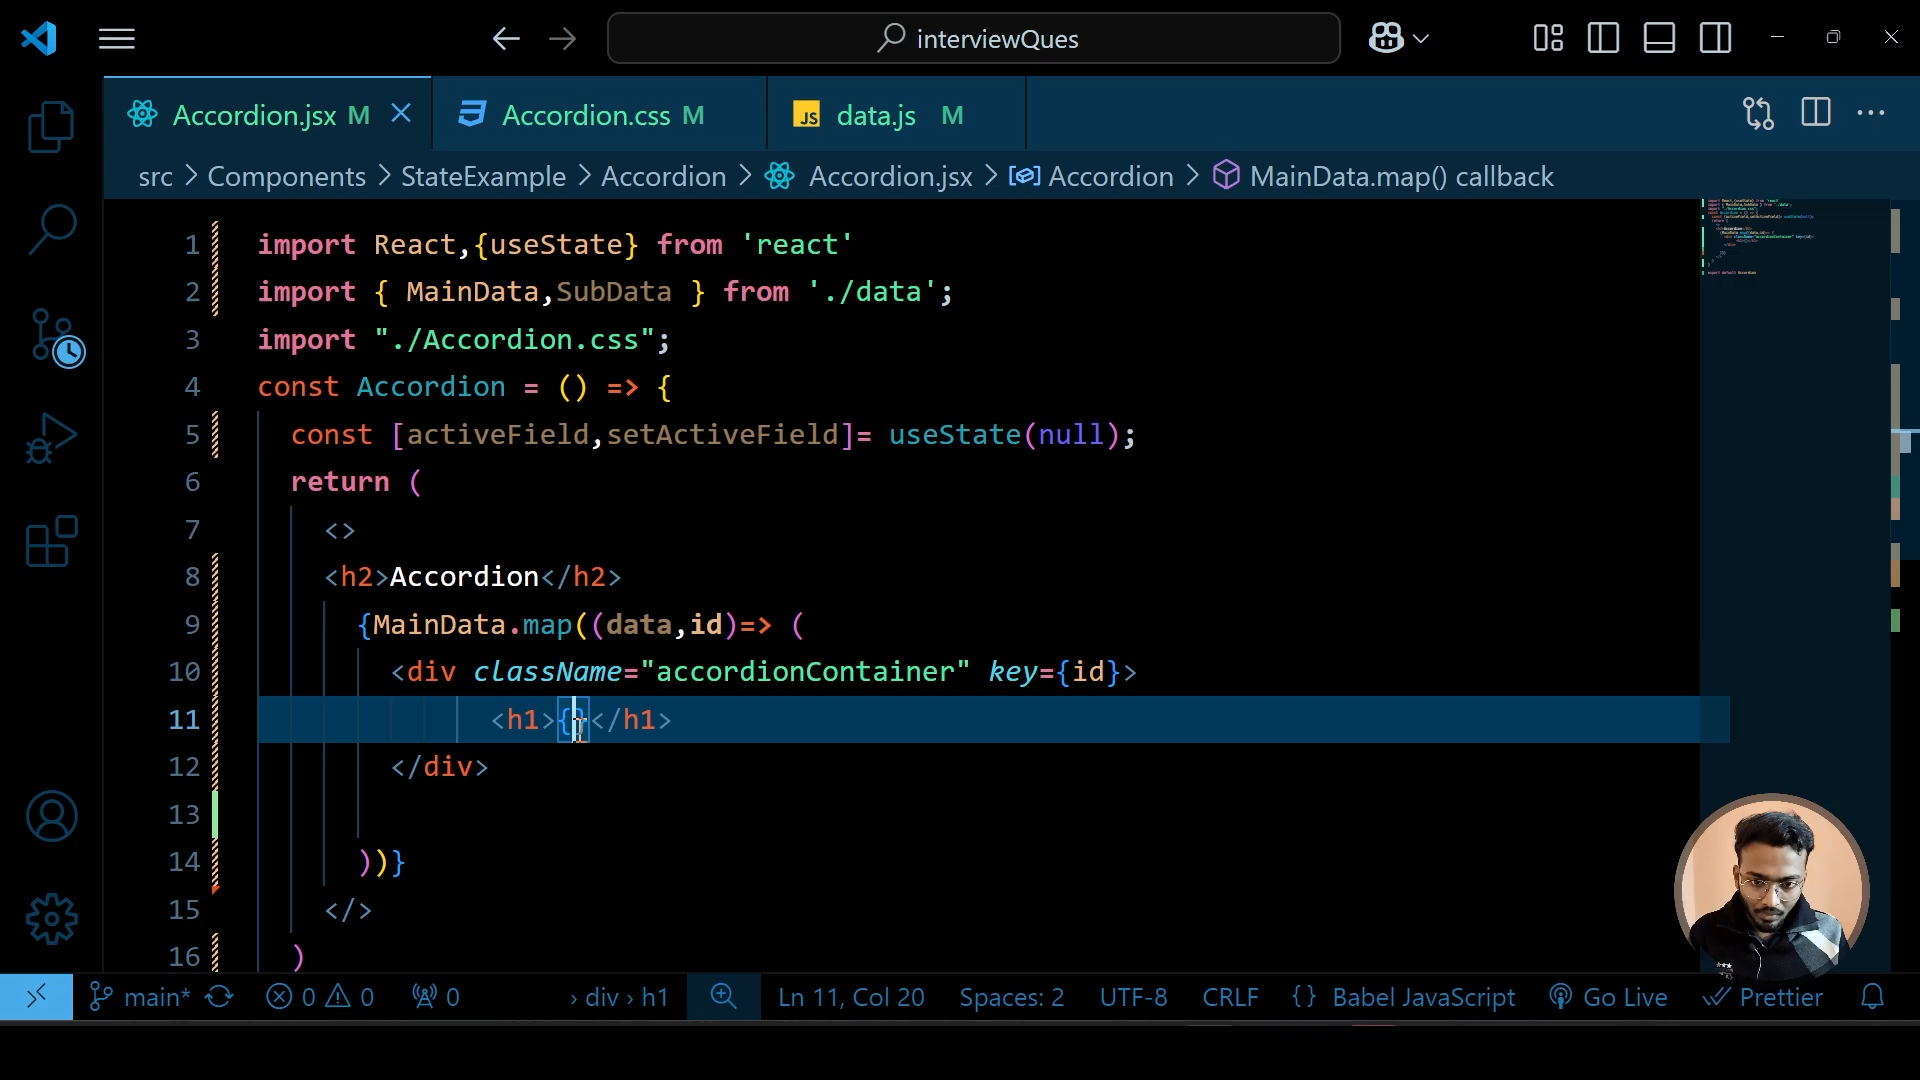 interviewQues
Accordion.jsx M
Accordion.css M
JS data.js M
src > Components > StateExample > Accordion > Accordion.jsx > Accordion > MainData.map() callback
1 import React,{useState} from 'react'
2 import { MainData,SubData } from './data';
3 import "./Accordion.css";
4 const Accordion = () => {
5 const [activeField,setActiveField]= useState(null);
6 return (
7 <>
8 <h2>Accordion</h2>
9 {MainData.map((data,id)=> (
10 <div className="accordionContainer" key={id}>
11 <h1>{}</h1>
12 </div>
13
14 ))}
15 </>
16 )
main* 0 0 0 › div › h1 Ln 11, Col 20 Spaces: 2 UTF-8 CRLF {} Babel JavaScript Go Live Prettier